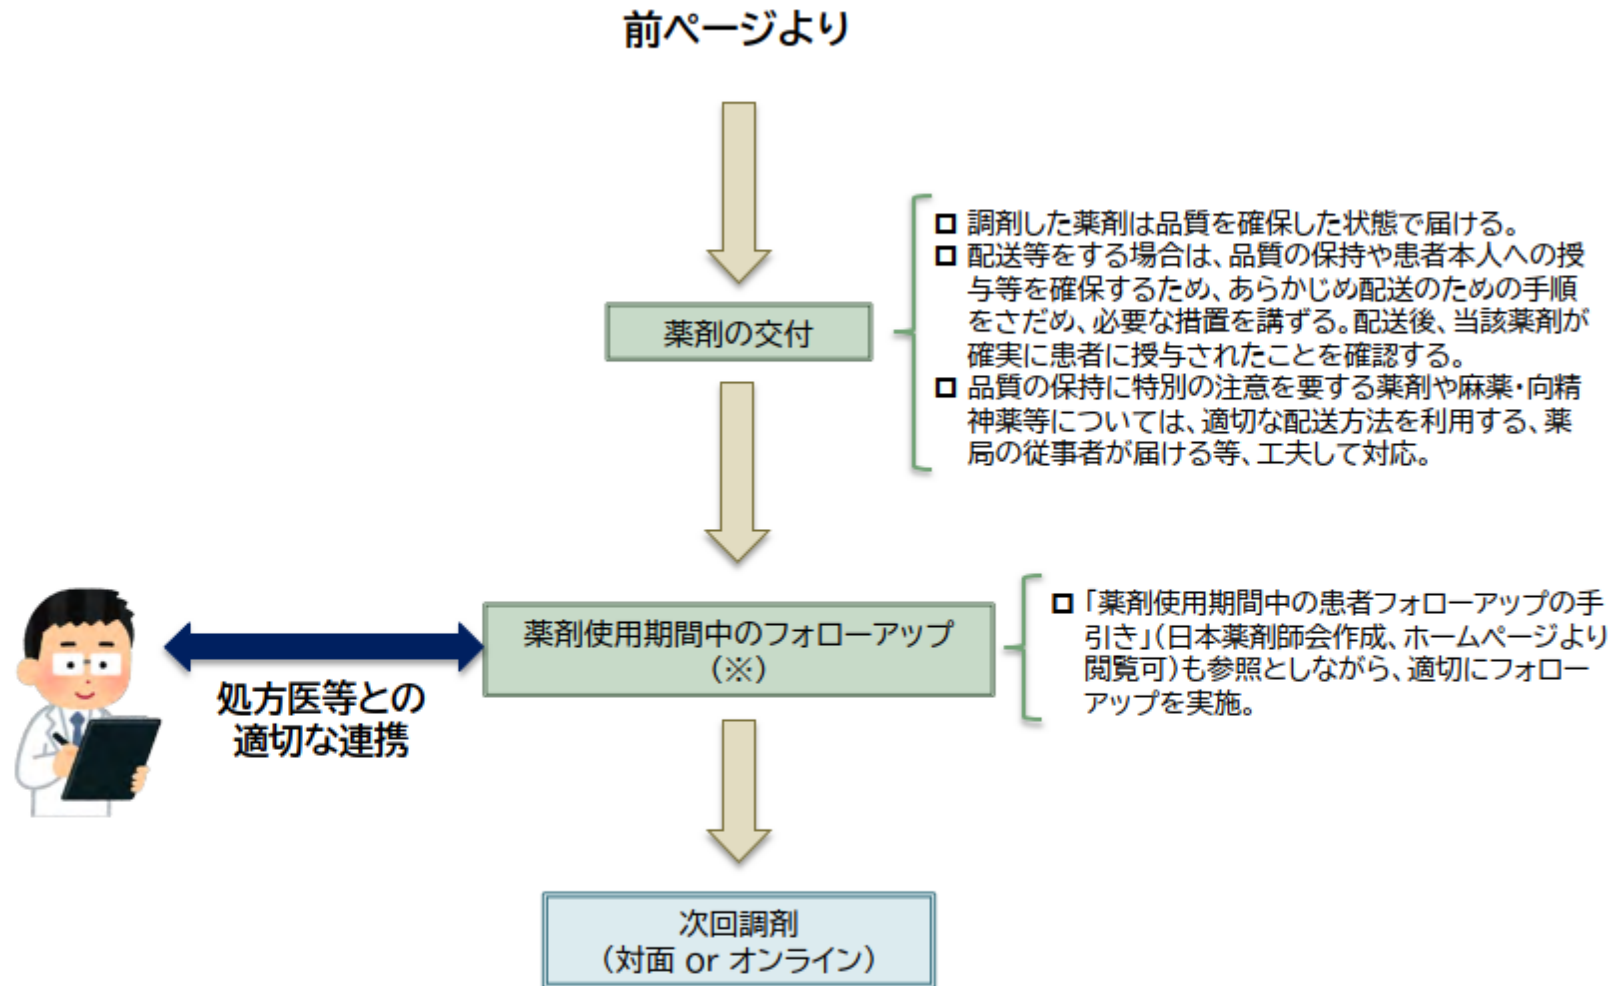 前ページより
薬剤の交付
□ 調剤した薬剤は品質を確保した状態で届ける。
□ 配送等をする場合は、品質の保持や患者本人への授
与等を確保するため、あらかじめ配送のための手順
をさだめ、必要な措置を講ずる。配送後、当該薬剤が
確実に患者に授与されたことを確認する。
□ 品質の保持に特別の注意を要する薬剤や麻薬・向精
神薬等については、適切な配送方法を利用する、薬
局の従事者が届ける等、工夫して対応。
処方医等との
適切な連携
薬剤使用期間中のフォローアップ
（※）
□ 「薬剤使用期間中の患者フォローアップの手
引き」（日本薬剤師会作成、ホームページより
閲覧可）も参照としながら、適切にフォロー
アップを実施。
次回調剤
（対面 or オンライン）